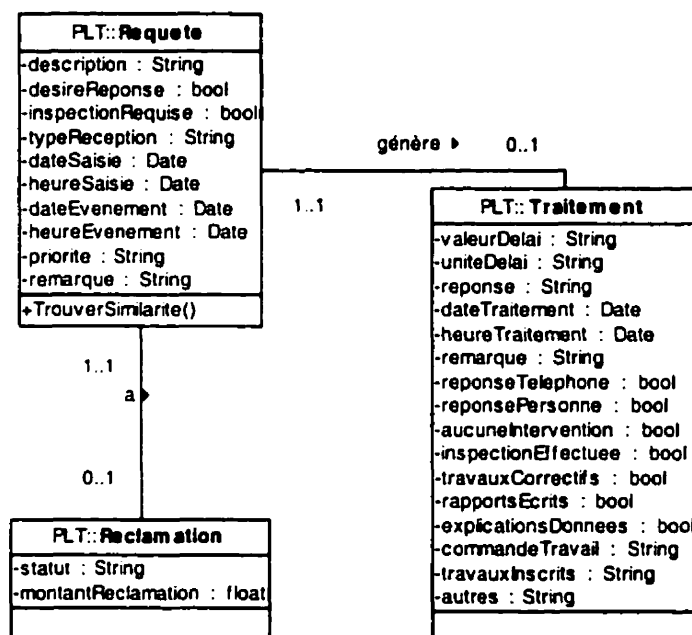 PLT::Requete
-description : String
-desireReponse : bool
-inspectionRequise : bool
-typeReception : String
-dateSaisie : Date
-heureSaisie : Date
-dateEvenement : Date
-heureEvenement : Date
-priorite : String
-remarque : String
+TrouverSimilarite()
génère
0..1
1..1
PLT::Traitement
-valeurDelai : String
-uniteDelai : String
-reponse : String
-dateTraitement : Date
-heureTraitement : Date
-remarque : String
-reponseTelephone : bool
-reponsePersonne : bool
-aucuneIntervention : bool
-inspectionEffectuee : bool
-travauxCorrectifs : bool
-rapportsEcrits : bool
-explicationsDonnees : bool
-commandeTravail : String
-travauxInscrits : String
-autres : String
1..1
a
0..1
PLT::Reclamation
-statut : String
-montantReclamation : float